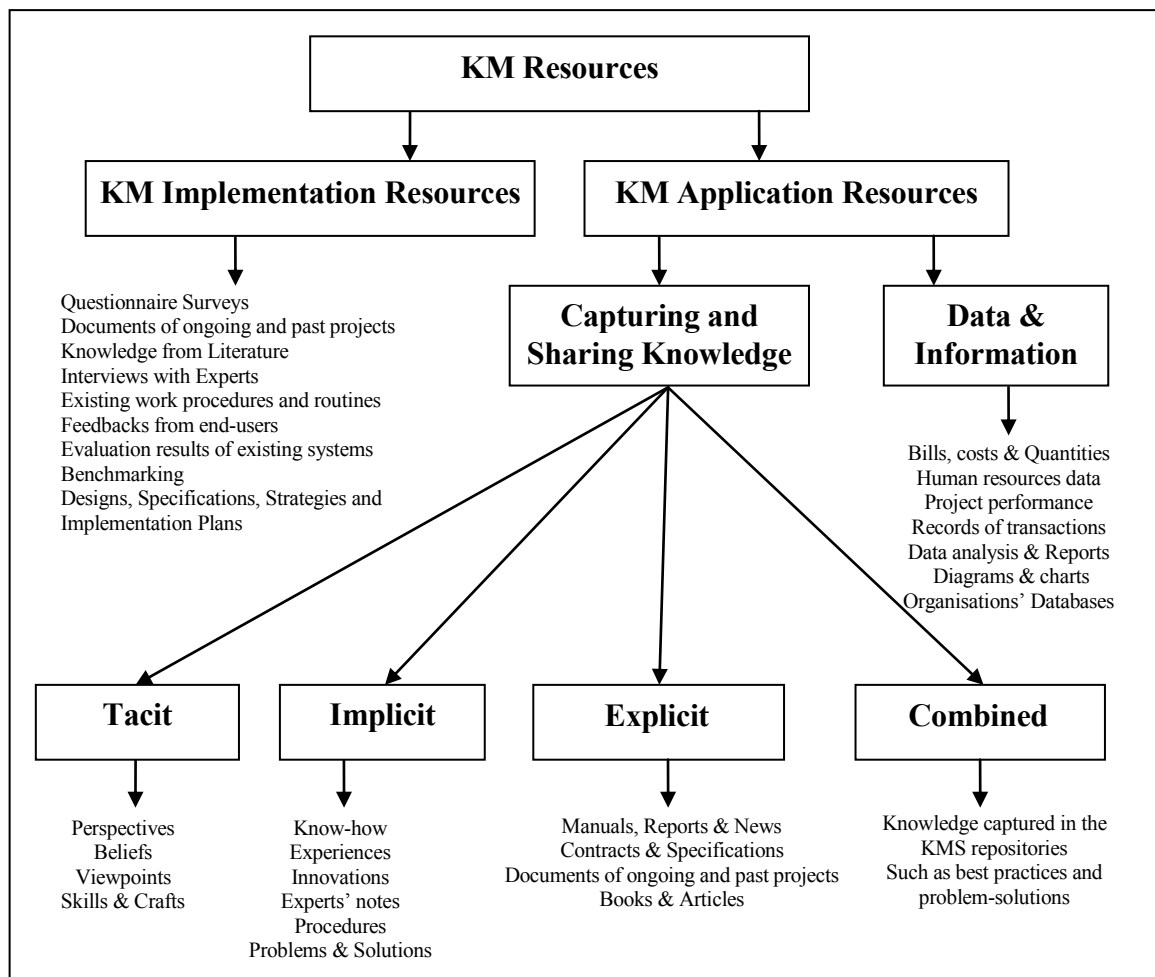 KM Resources
KM Implementation Resources
KM Application Resources
Questionnaire Surveys
Documents of ongoing and past projects
Knowledge from Literature
Interviews with Experts
Existing work procedures and routines
Feedbacks from end-users
Evaluation results of existing systems
Benchmarking
Designs, Specifications, Strategies and
Implementation Plans
Capturing and
Sharing Knowledge
Data &
Information
Bills, costs & Quantities
Human resources data
Project performance
Records of transactions
Data analysis & Reports
Diagrams & charts
Organisations’ Databases
Tacit
Implicit
Explicit
Combined
Perspectives
Beliefs
Viewpoints
Skills & Crafts
Know-how
Experiences
Innovations
Experts’ notes
Procedures
Problems & Solutions
Manuals, Reports & News
Contracts & Specifications
Documents of ongoing and past projects
Books & Articles
Knowledge captured in the
KMS repositories
Such as best practices and
problem-solutions